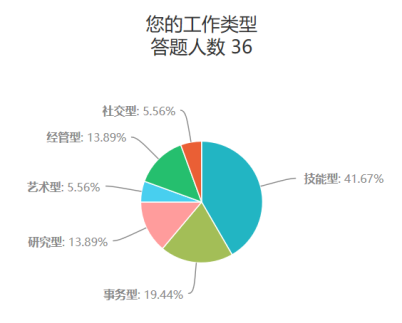 您的工作类型
答题人数 36
社交型: 5.56%
经管型: 13.89%
技能型: 41.67%
艺术型: 5.56%
研究型: 13.89%
事务型: 19.44%